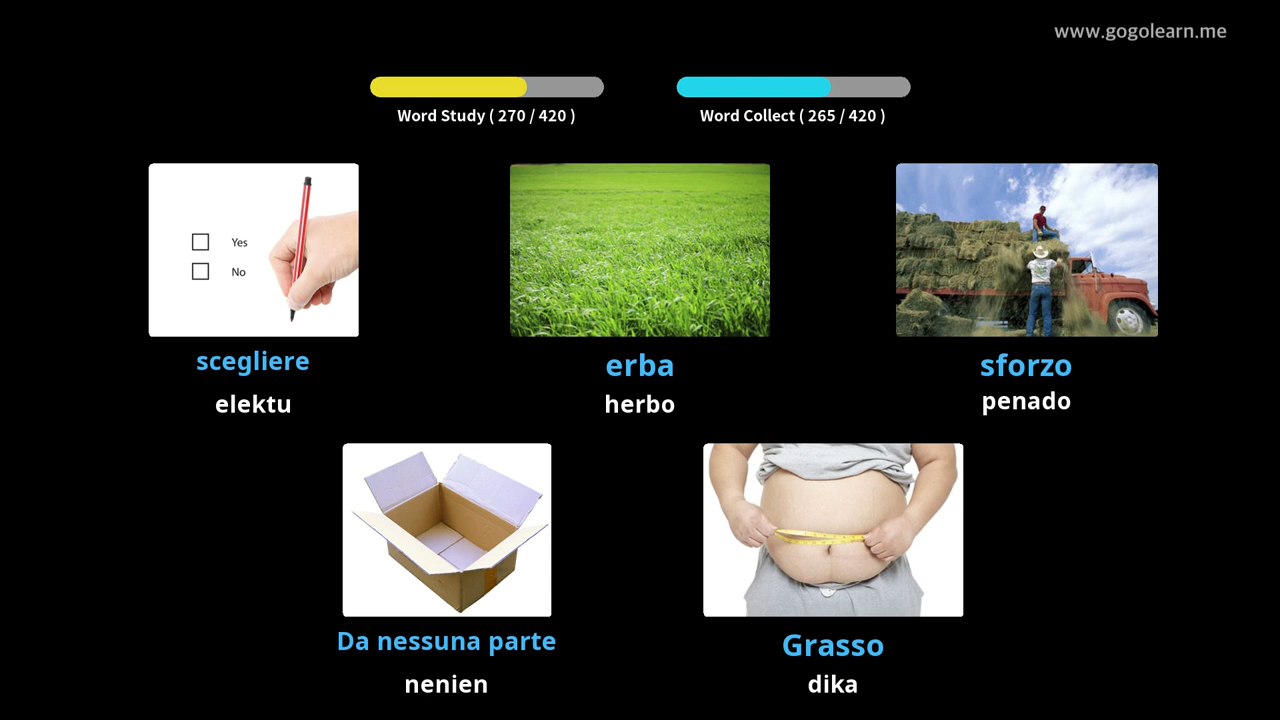 www.gogolearn.me
Word Study ( 270 / 420 )
Word Collect ( 265 / 420 )
Yes
No
scegliere
elektu
erba
herbo
sforzo
penado
Da nessuna parte
nenien
Grasso
dika